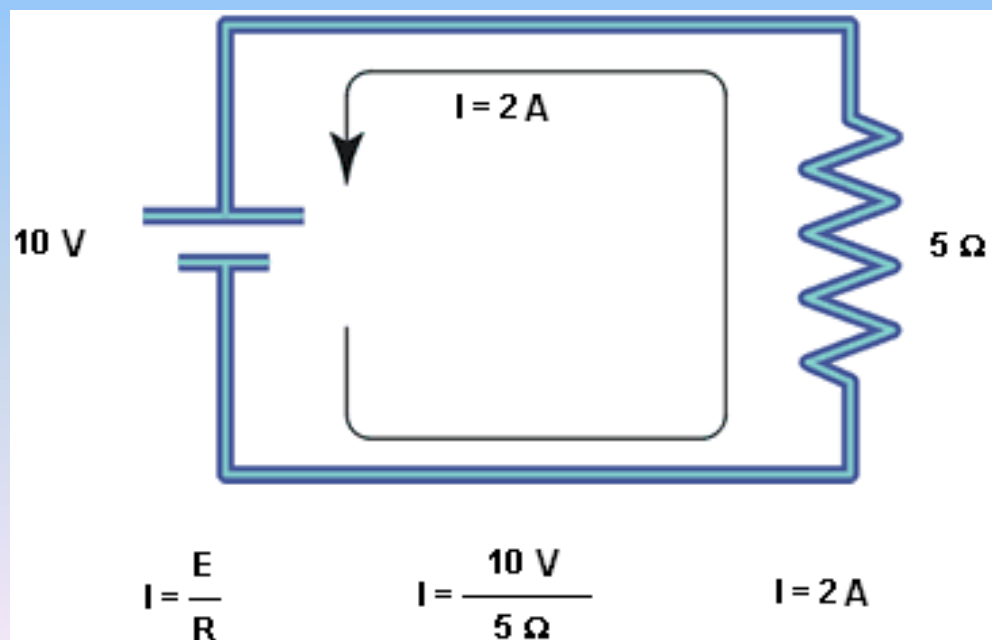 I = 2 A
10 V
5 Ω
I = E/R
I = 10 V/5 Ω
I = 2 A